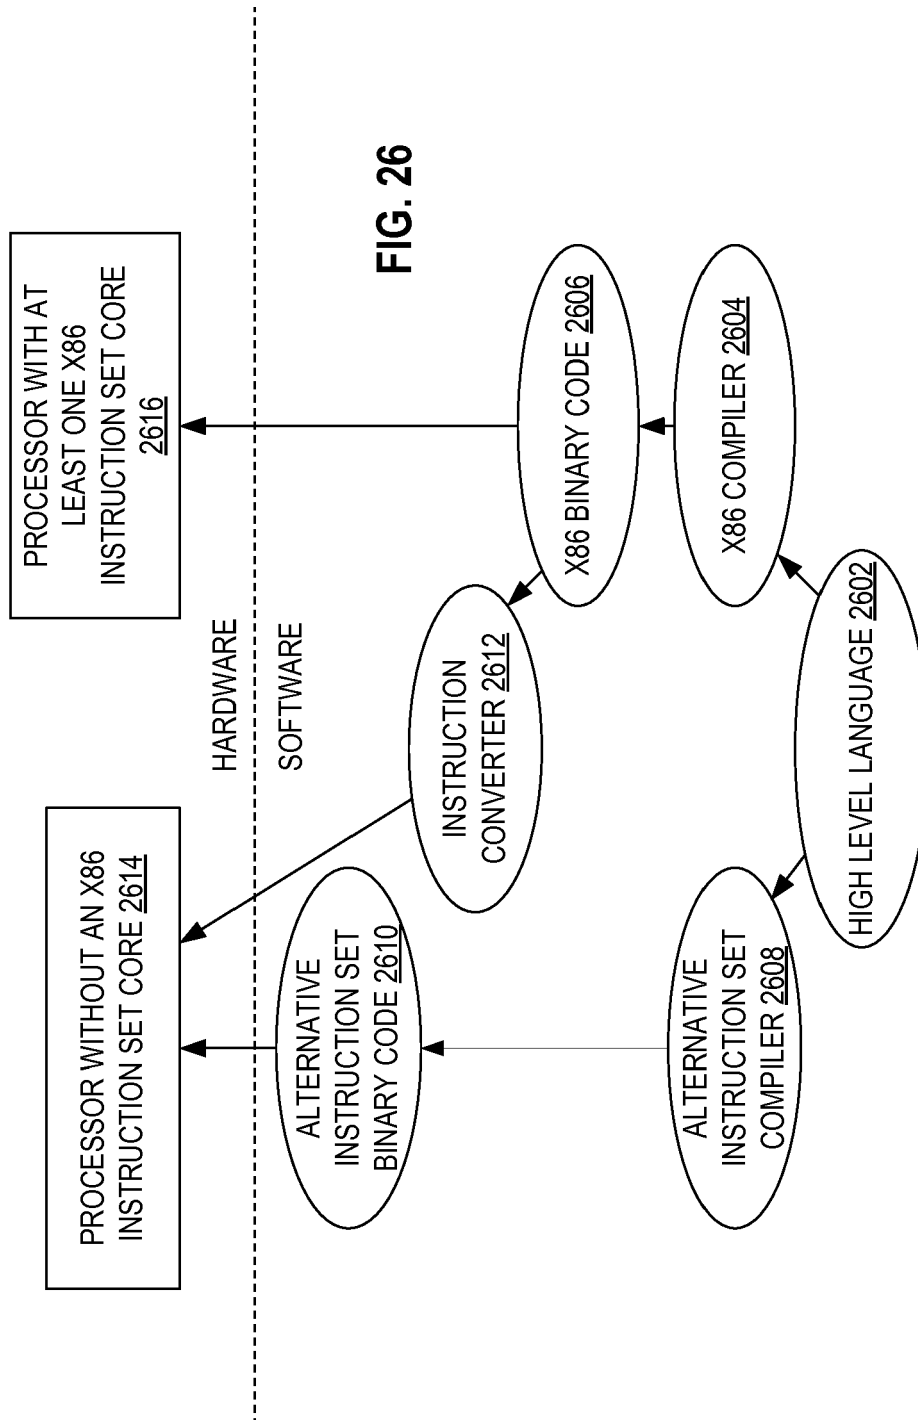 PROCESSOR WITHOUT AN X86
INSTRUCTION SET CORE 2614
PROCESSOR WITH AT
LEAST ONE X86
INSTRUCTION SET CORE
2616
HARDWARE
SOFTWARE
ALTERNATIVE
INSTRUCTION SET
BINARY CODE 2610
INSTRUCTION
CONVERTER 2612
FIG. 26
X86 BINARY CODE 2606
ALTERNATIVE
INSTRUCTION SET
COMPILER 2608
X86 COMPILER 2604
HIGH LEVEL LANGUAGE 2602